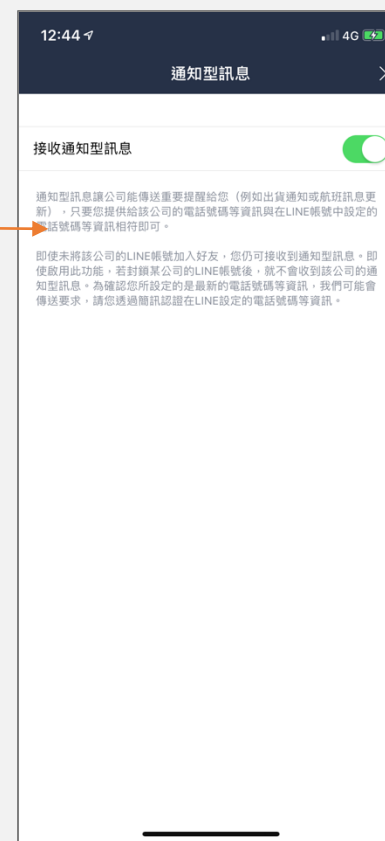 12:44
4G
通知型訊息
接收通知型訊息
通知型訊息讓公司能傳送重要提醒給您（例如出貨通知或航班訊息更
新），只要您提供給該公司的電話號碼等資訊與在LINE帳號中設定的
電話號碼等資訊相符即可。
即使未將該公司的LINE帳號加入好友，您仍可接收到通知型訊息。即
使啟用此功能，若封鎖某公司的LINE帳號後，就不會收到該公司的通
知型訊息。為確認您所設定的是最新的電話號碼等資訊，我們可能會
傳送要求，請您透過簡訊認證在LINE設定的電話號碼等資訊。